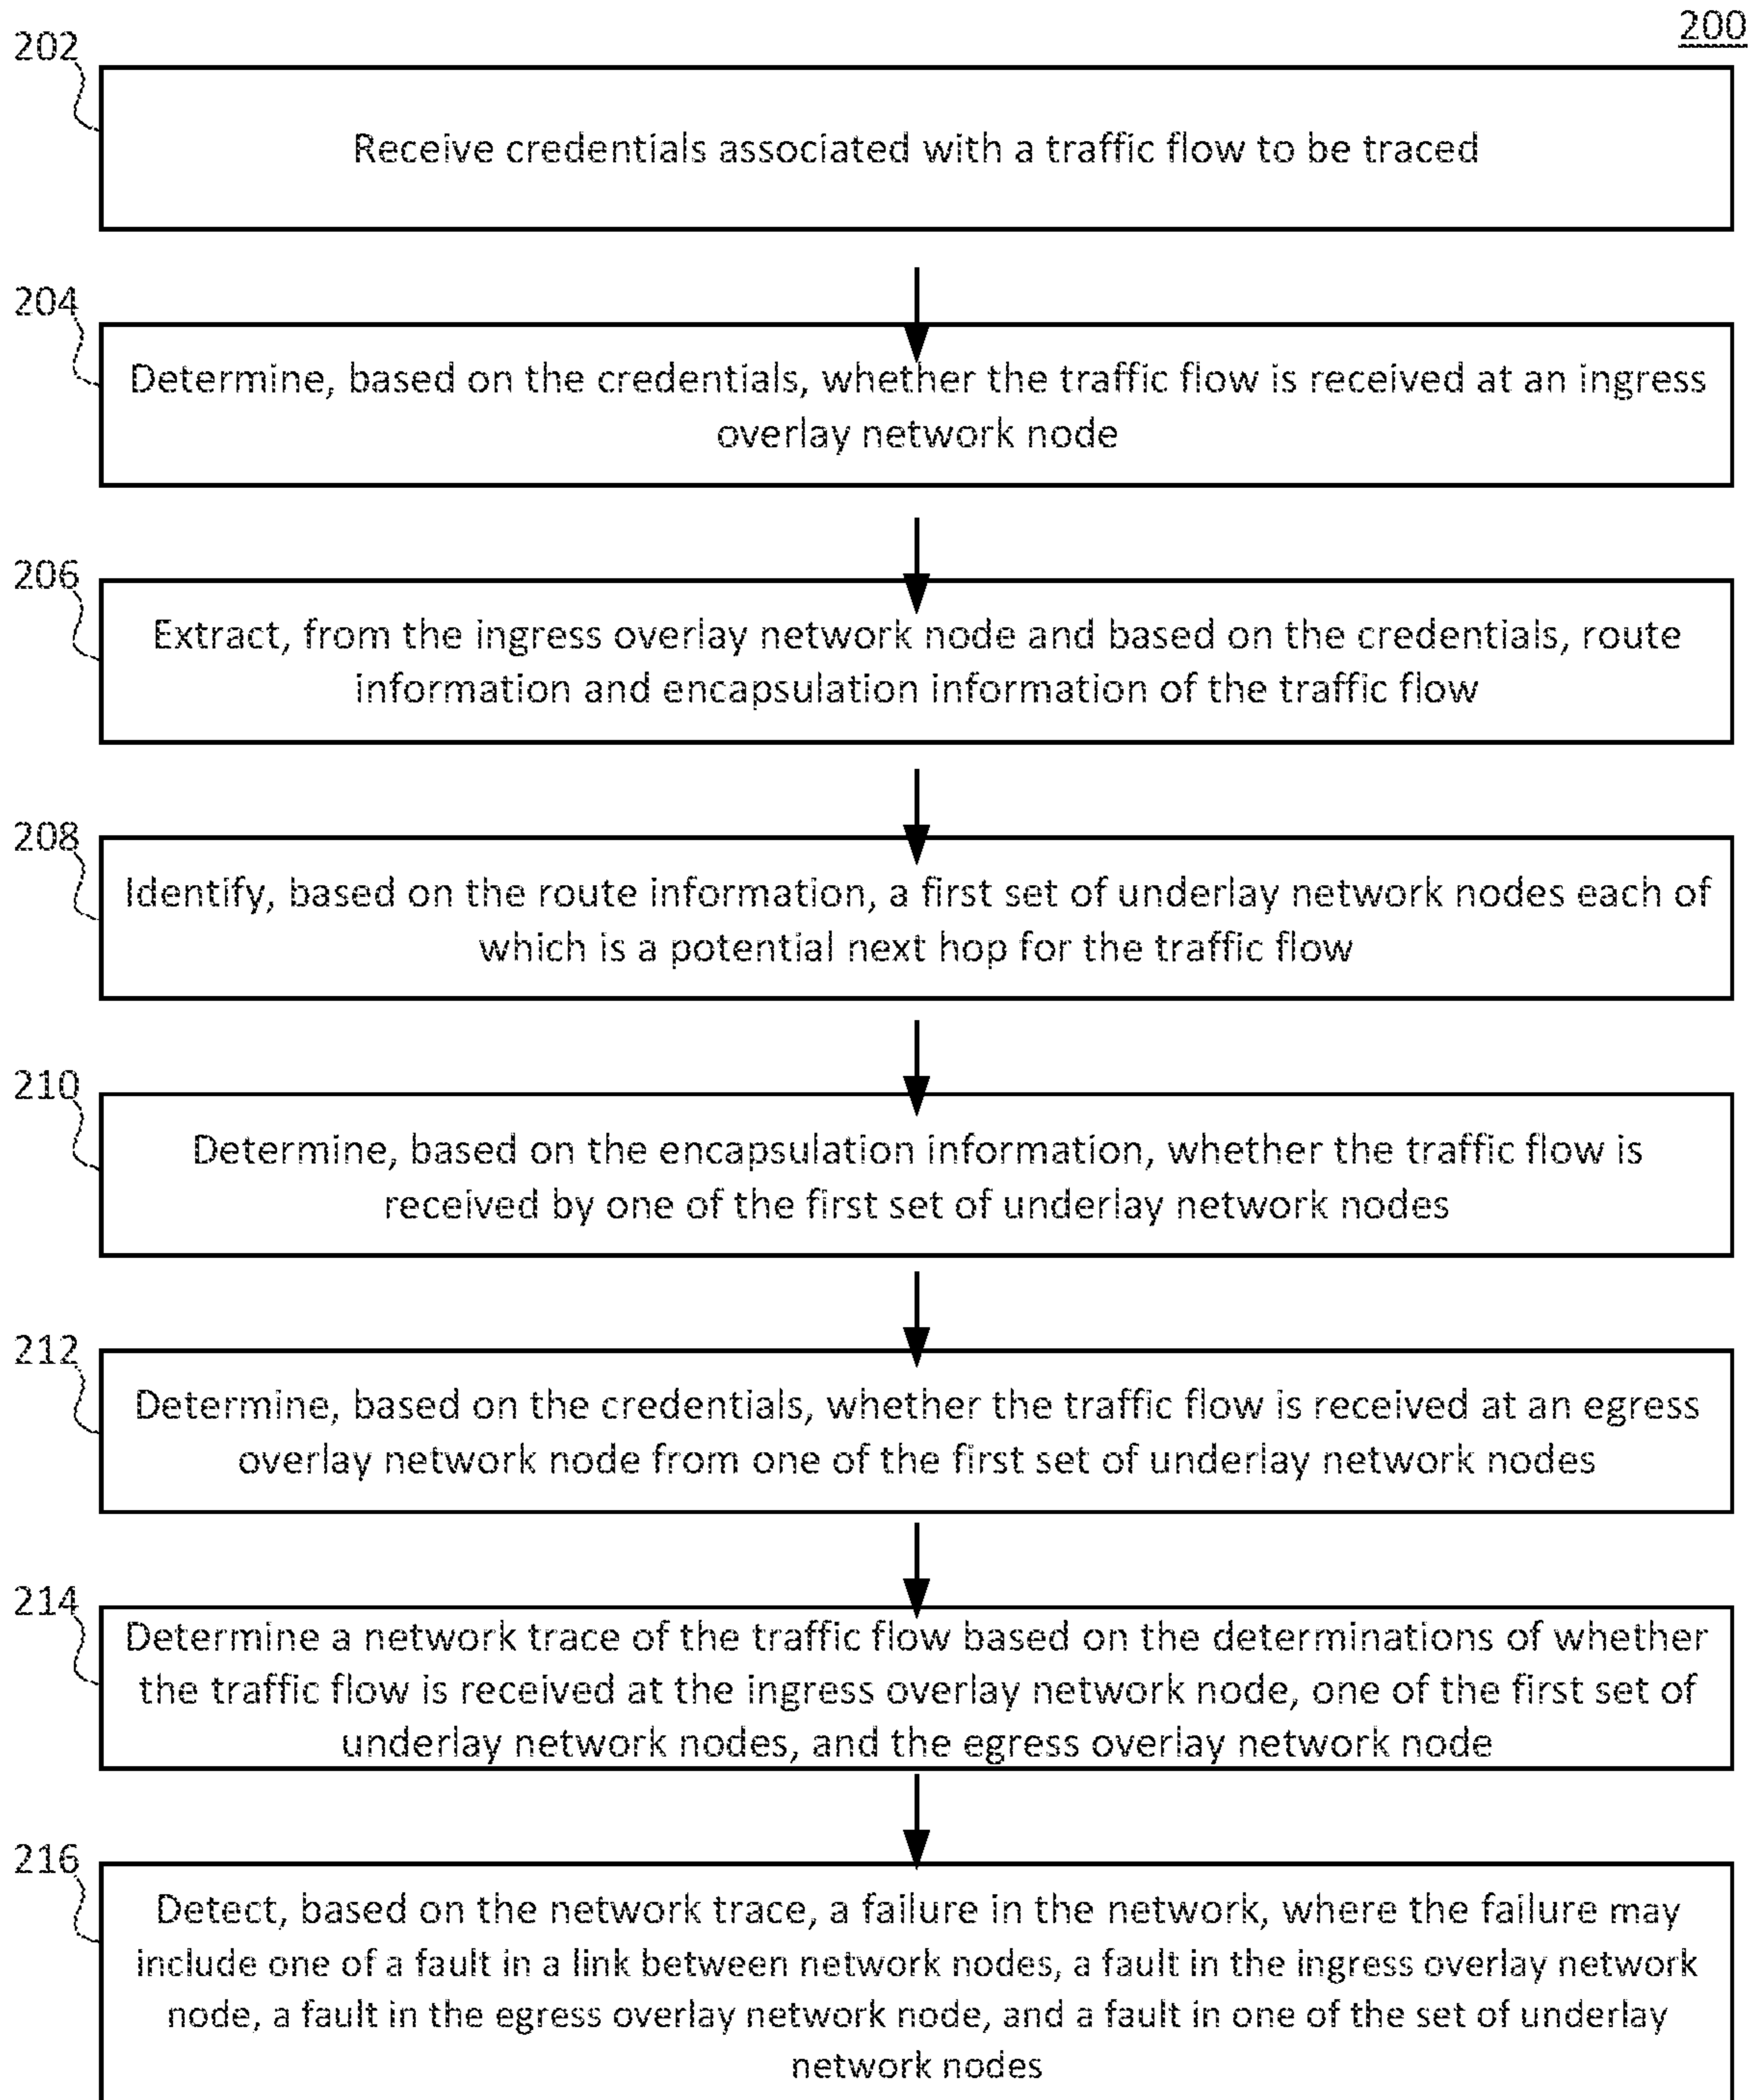 200
202
Receive credentials associated with a traffic flow to be traced
204
Determine, based on the credentials, whether the traffic flow is received at an ingress
overlay network node
206
Extract, from the ingress overlay network node and based on the credentials, route
information and encapsulation information of the traffic flow
208
Identify, based on the route information, a first set of underlay network nodes each of
which is a potential next hop for the traffic flow
210
Determine, based on the encapsulation information, whether the traffic flow is
received by one of the first set of underlay network nodes
212
Determine, based on the credentials, whether the traffic flow is received at an egress
overlay network node from one of the first set of underlay network nodes
214
Determine a network trace of the traffic flow based on the determinations of whether
the traffic flow is received at the ingress overlay network node, one of the first set of
underlay network nodes, and the egress overlay network node
216
Detect, based on the network trace, a failure in the network, where the failure may
include one of a fault in a link between network nodes, a fault in the ingress overlay network
node, a fault in the egress overlay network node, and a fault in one of the set of underlay
network nodes